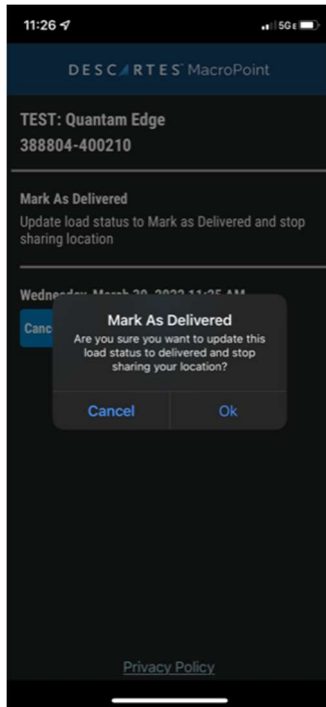 11:26
5G E
DESCARTES MacroPoint
TEST: Quantam Edge
388804-400210
Mark As Delivered
Update load status to Mark as Delivered and stop
sharing location
Mark As Delivered
Are you sure you want to update this
load status to delivered and stop
sharing your location?
Canc
Cancel
Ok
Privacy Policy